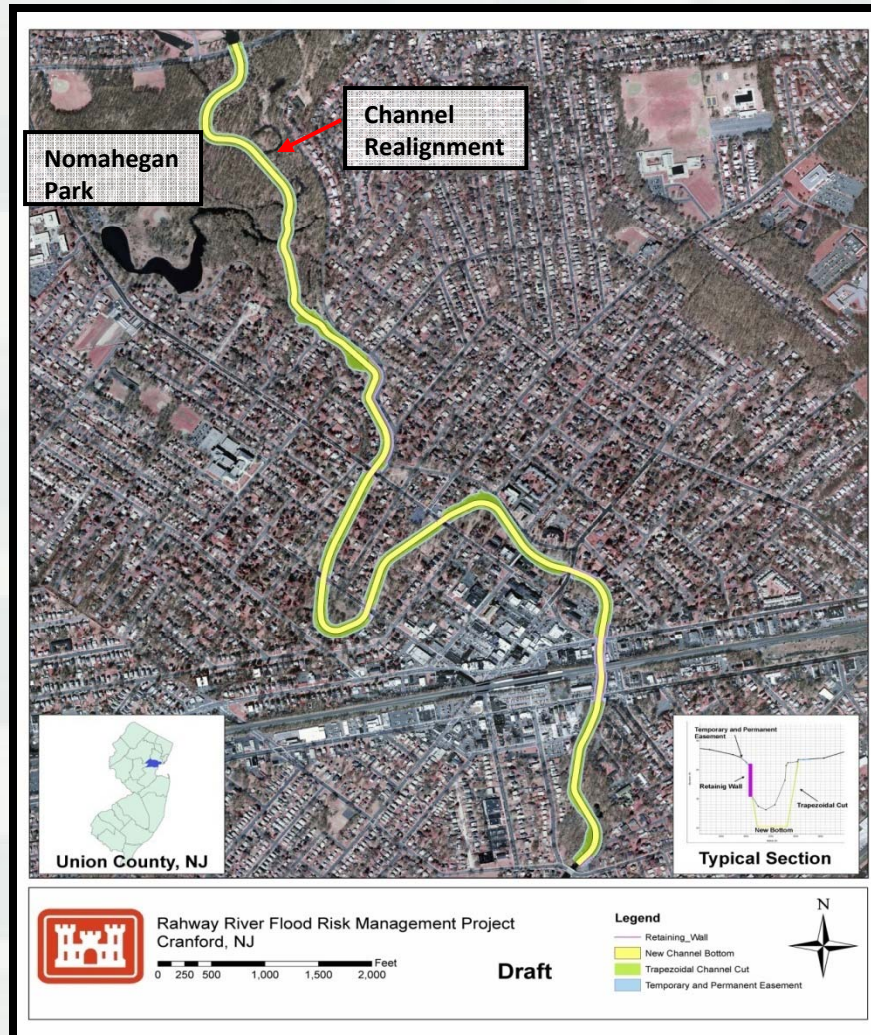 Channel
Realignment
Nomahegan
Park
Union County, NJ
Temporary and Permanent
Easement
Retainig Wall
Trapezoidal Cut
New Bottom
Typical Section
Rahway River Flood Risk Management Project
Cranford, NJ
Feet
0 250 500 1,000 1,500 2,000
Draft
Legend
Retaining_Wall
New Channel Bottom
Trapezoidal Channel Cut
Temporary and Permanent Easement
N